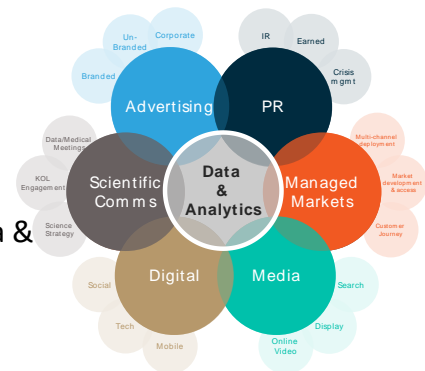 Corporate
Un-
Branded
Branded
IR
Earned
Crisis
mgmt
Advertising
PR
Data/Medical
Meetings
KOL
Engagement
Science
Strategy
Scientific
Comms
Data
&
Analytics
Managed
Markets
Multi-channel
deployment
Market
development
& access
Customer
Journey
a &
Digital
Media
Social
Tech
Mobile
Search
Display
Online
Video